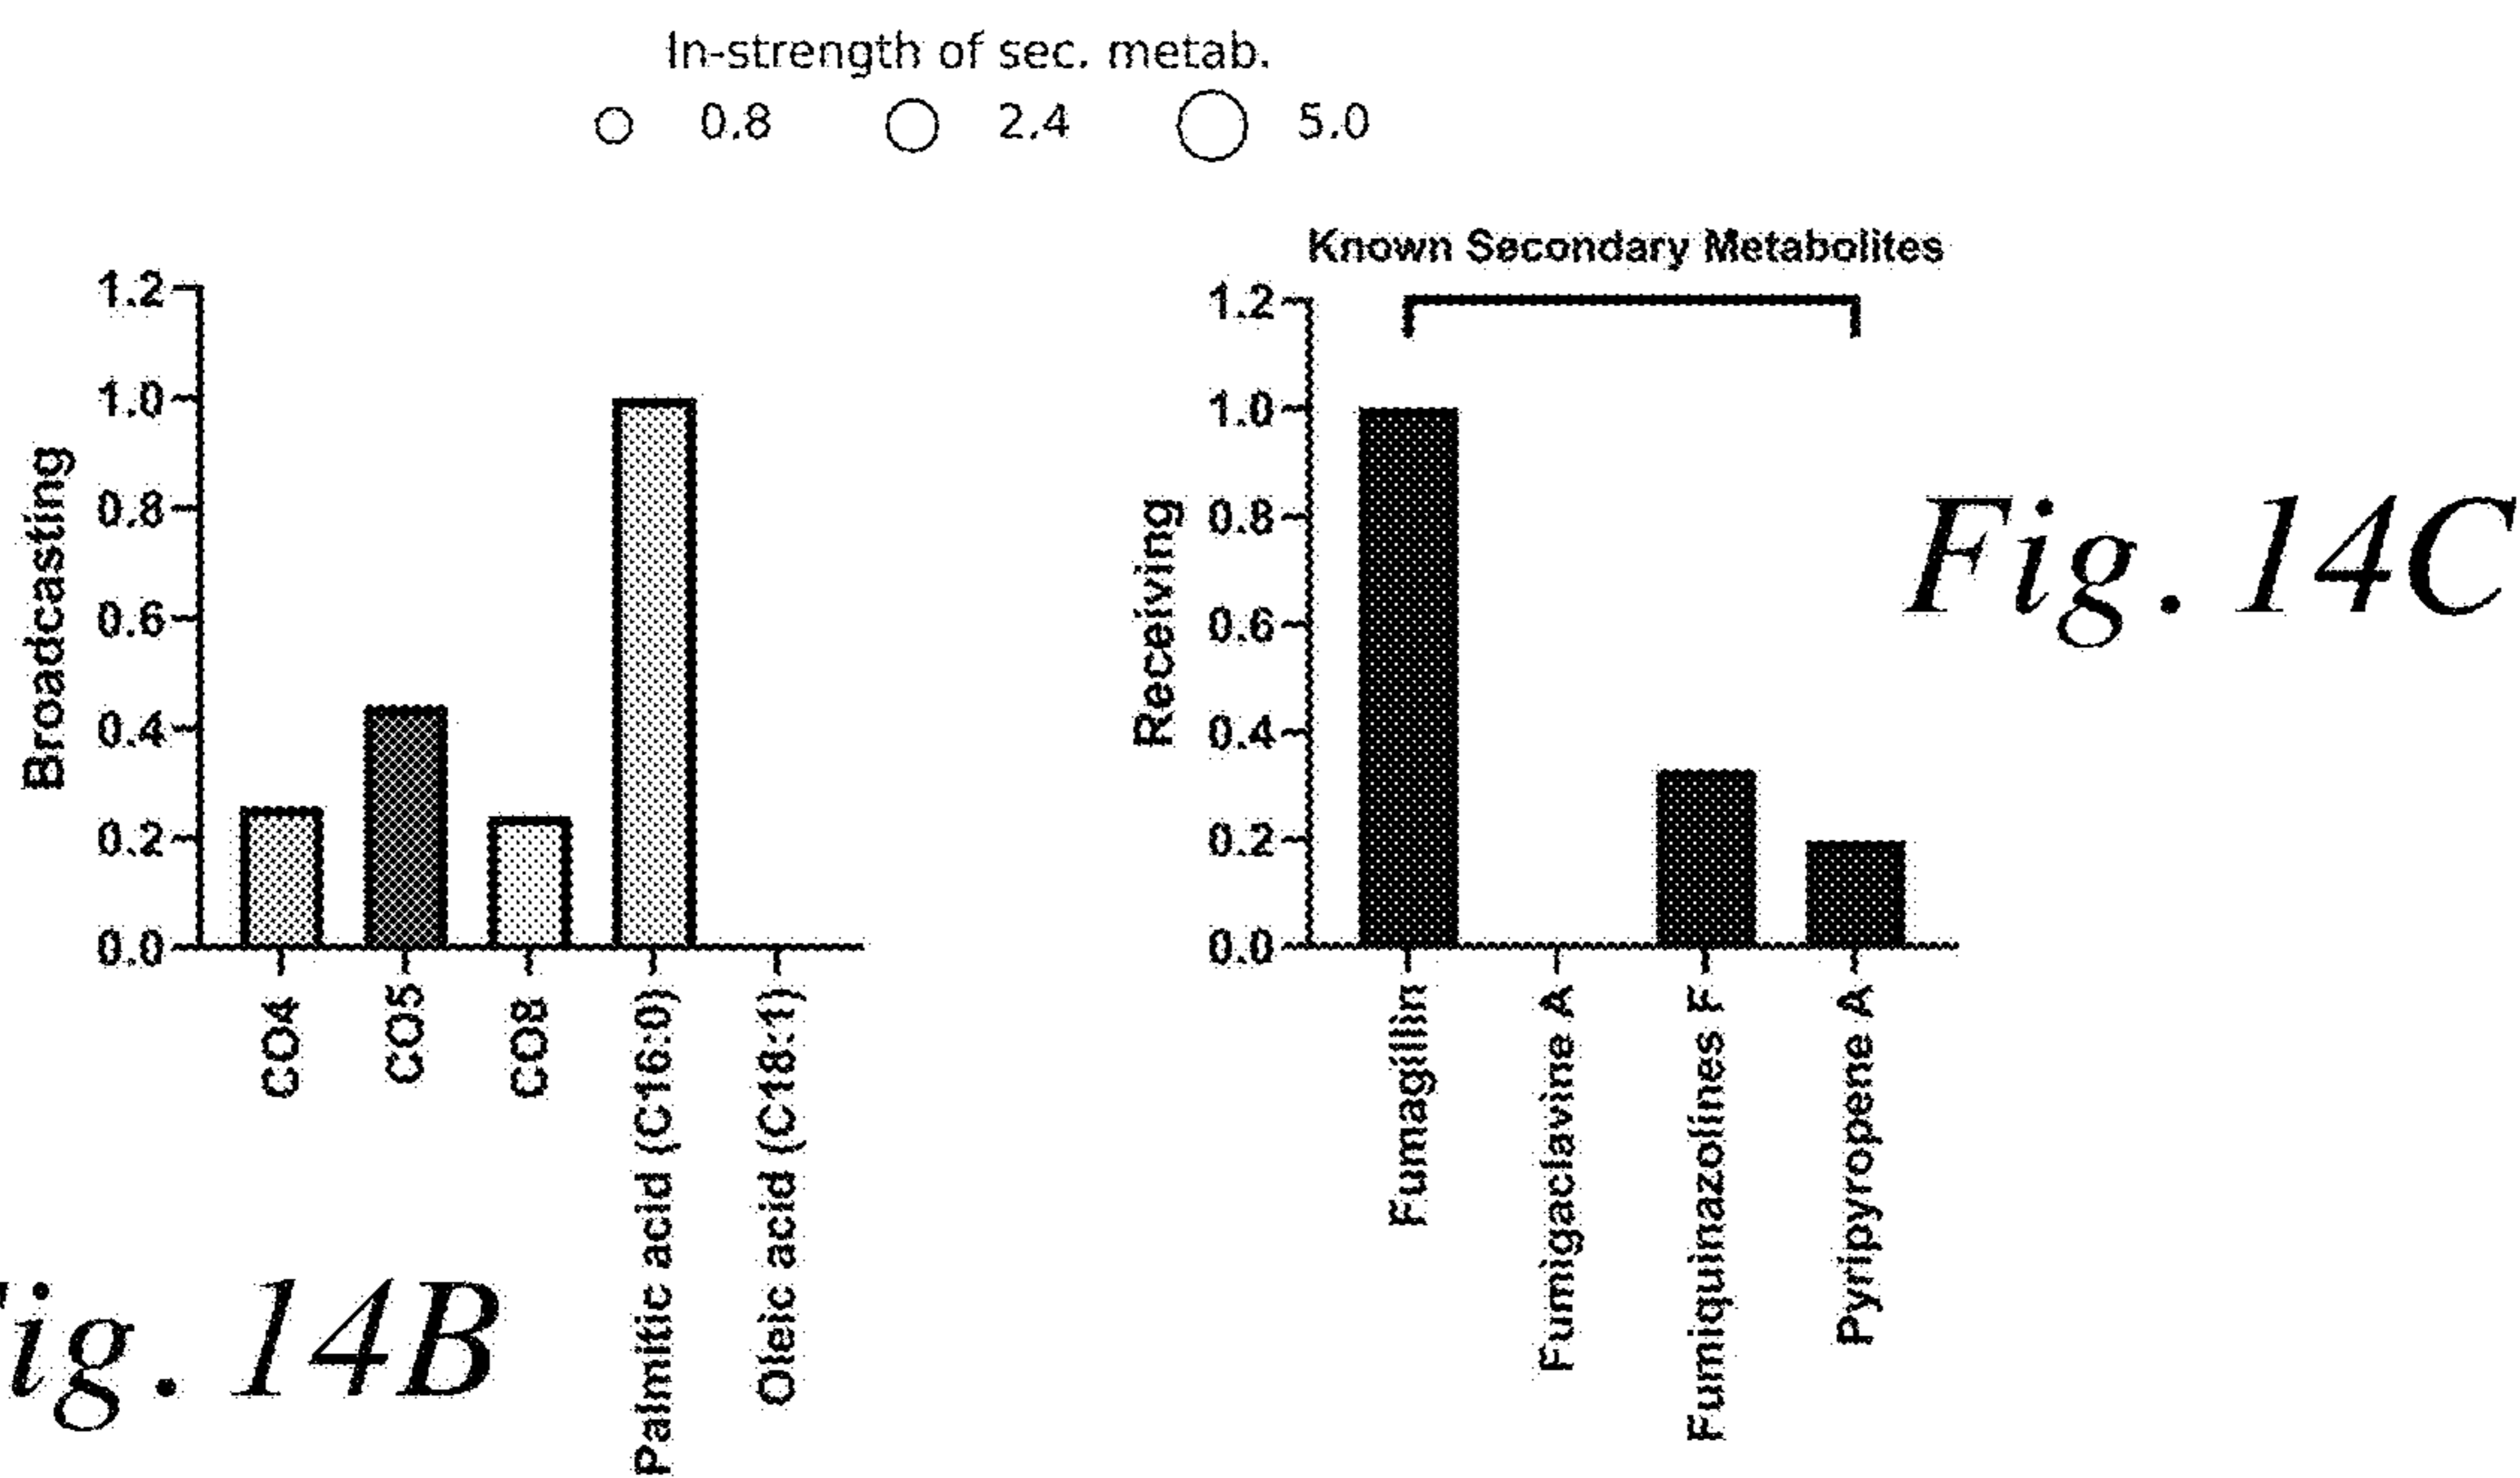 In-strength of sec. metab.
0.8 2.4 5.0
Broadcasting
1.2
1.0
0.8
0.6
0.4
0.2
0.0
CO4
CO5
CO8
Palmitic acid (C16:0)
Oleic acid (C18:1)
ig. 14B
Known Secondary Metabolites
Receiving
1.2
1.0
0.8
0.6
0.4
0.2
0.0
Fumagillin
Fumigaclavine A
Fumiquinazolines F
Pyripyropene A
Fig. 14C